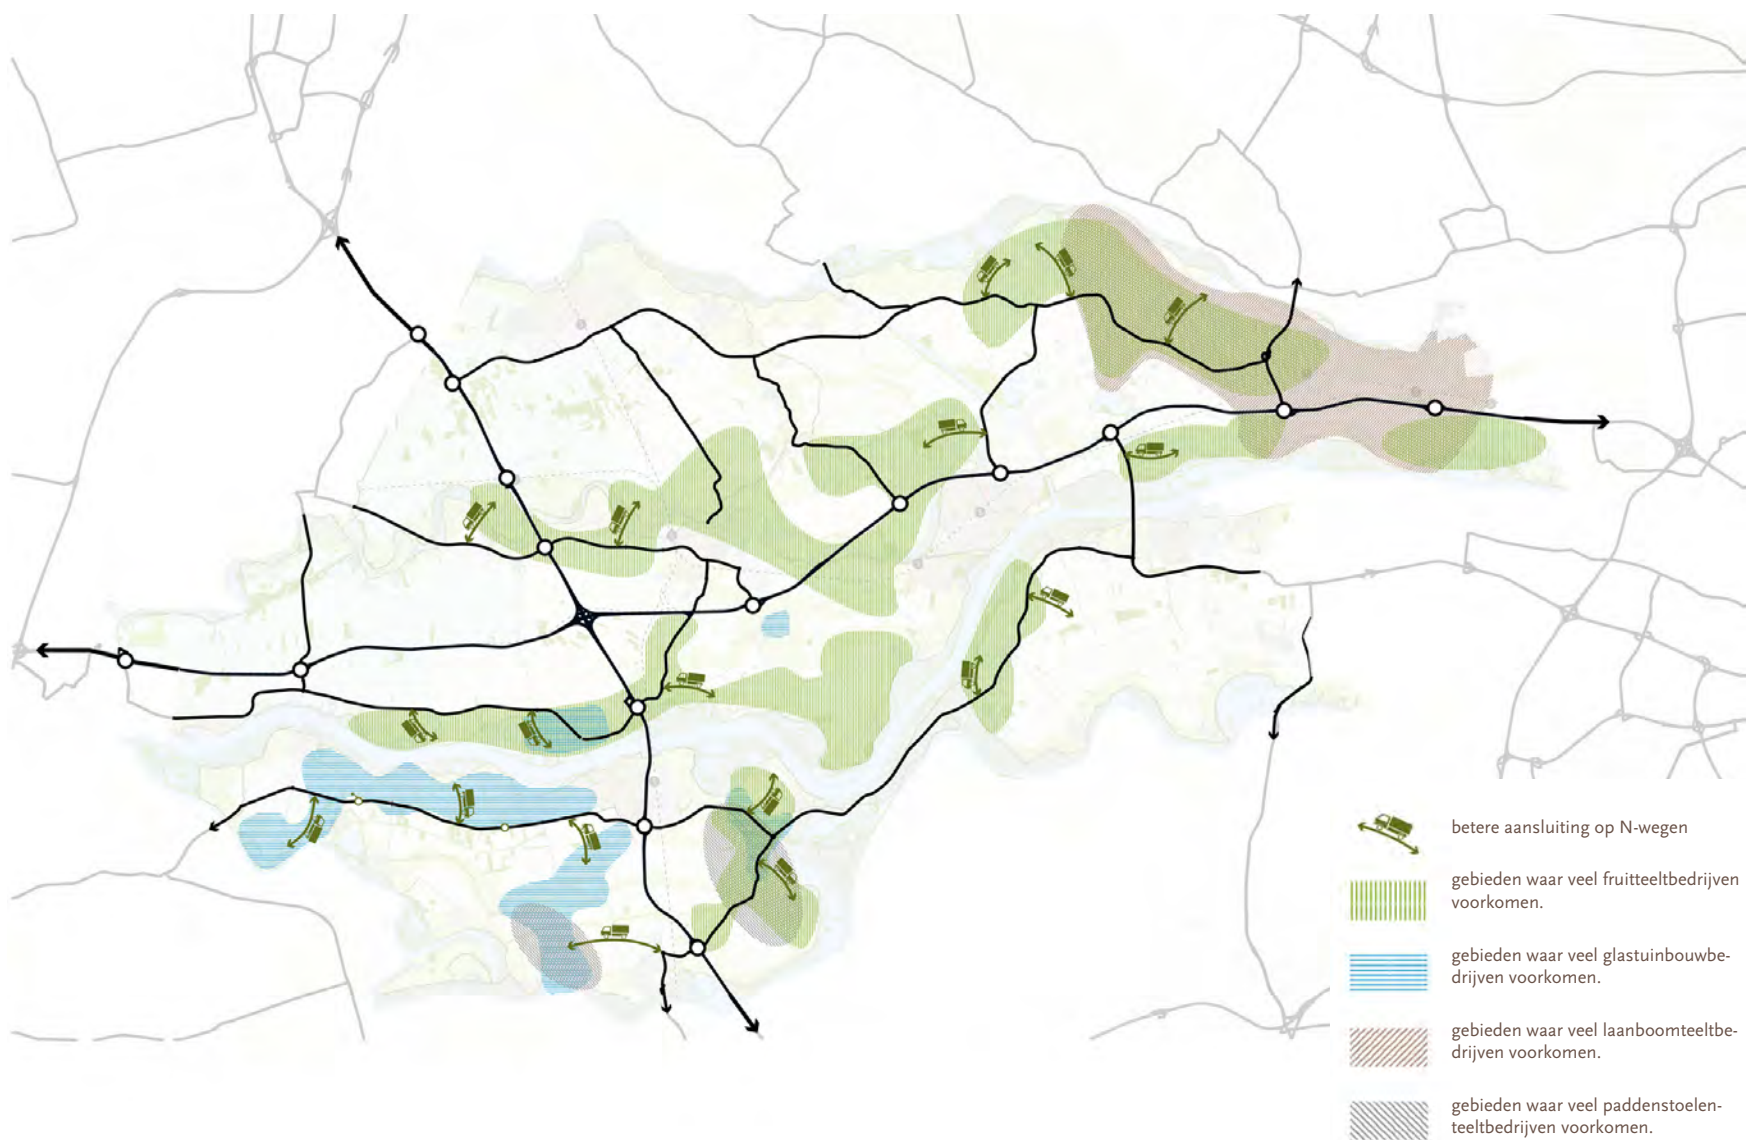 betere aansluiting op N-wegen
gebieden waar veel fruitteeltbedrijven
voorkomen.
gebieden waar veel glastuinbouwbe-
drijven voorkomen.
gebieden waar veel laanboomteeltbe-
drijven voorkomen.
gebieden waar veel paddenstoelen-
teeltbedrijven voorkomen.